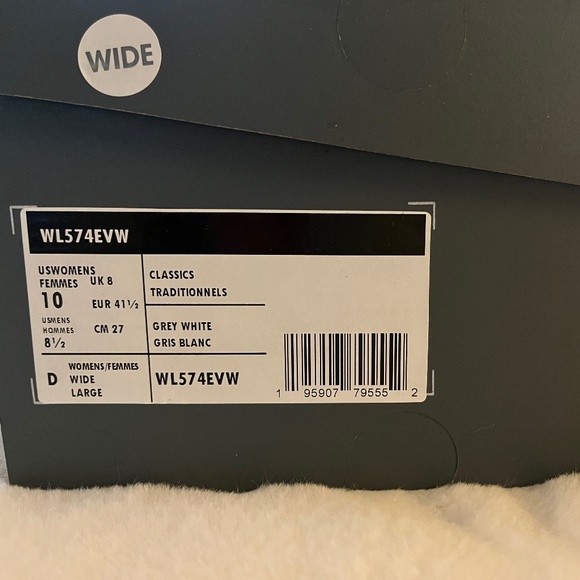 WIDE
WL574EVW
USWOMENS
FEMMES
10
UK 8
EUR 41½
USMENS
HOMMES
8½
CM 27
D
WOMENS/FEMMES
WIDE
LARGE
CLASSICS
TRADITIONNELS
GREY WHITE
GRIS BLANC
WL574EVW
1 95907 79555 2